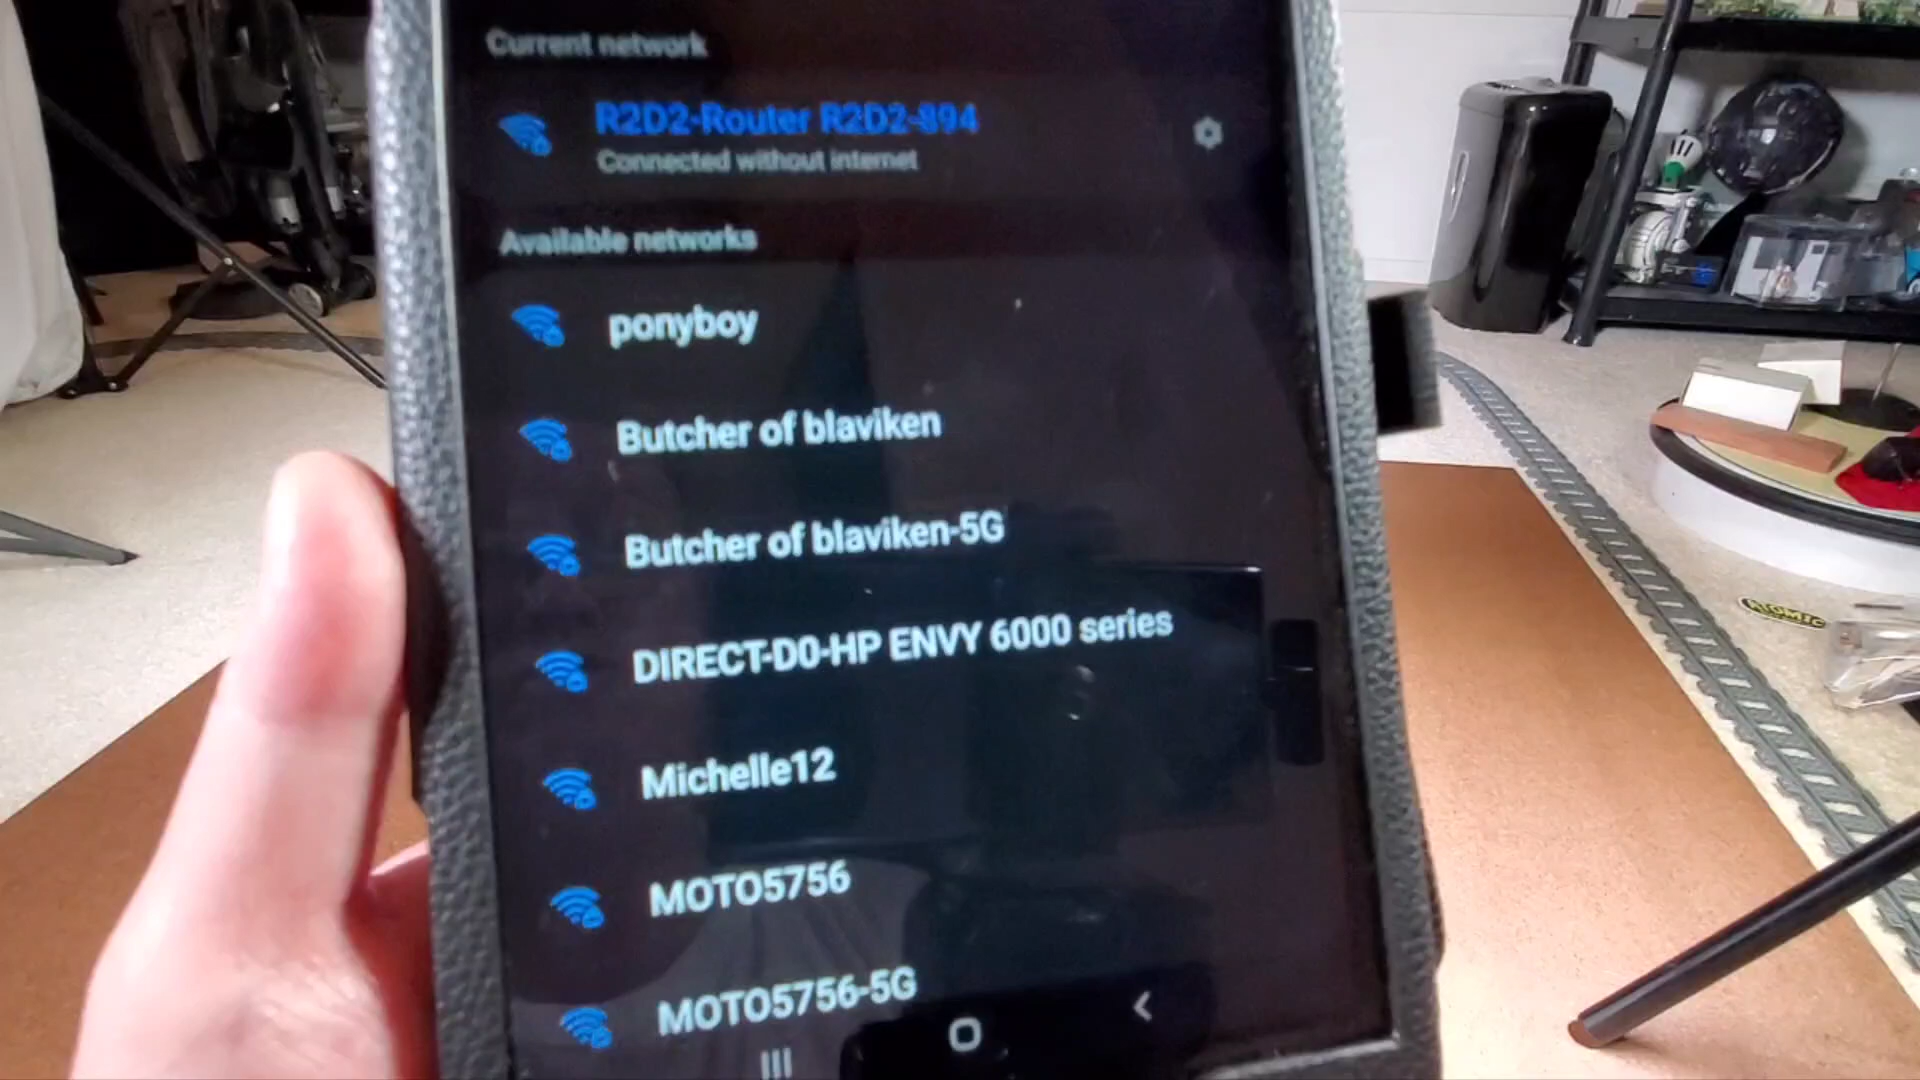 Current network
R2D2-Router R2D2-894
Connected without internet
Available networks
ponyboy
Butcher of blaviken
Butcher of blaviken-5G
DIRECT-D0-HP ENVY 6000 series
Michelle12
MOTO5756
MOTO5756-5G
ATOMIC